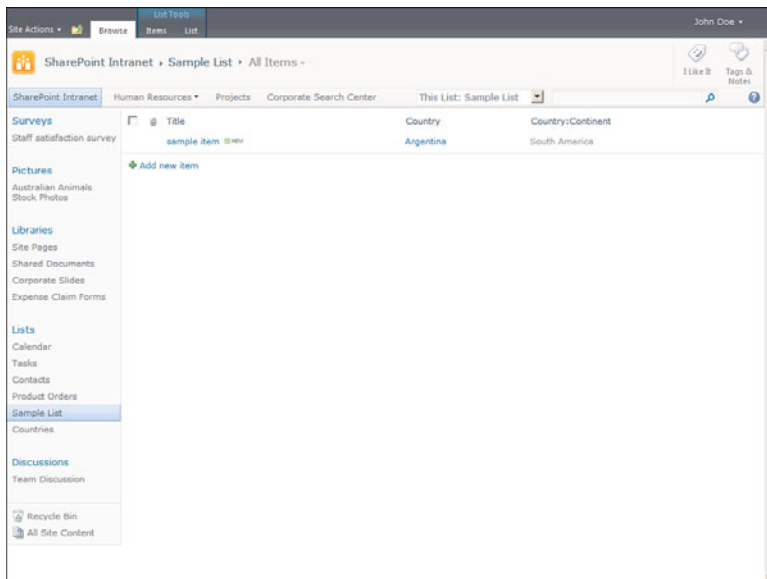 List Tools
John Doe
Site Actions
Browse
Items
List
SharePoint Intranet
Sample List
All Items
I Like It
Tags & Notes
SharePoint Intranet
Human Resources
Projects
Corporate Search Center
This List: Sample List
Surveys
Staff satisfaction survey
Pictures
Australian Animals
Stock Photos
Libraries
Site Pages
Shared Documents
Corporate Slides
Expense Claim Forms
Lists
Calendar
Tasks
Contacts
Product Orders
Sample List
Countries
Discussions
Team Discussion
Recycle Bin
All Site Content
Title
Country
Country:Continent
sample item
NEW
Argentina
South America
Add new item